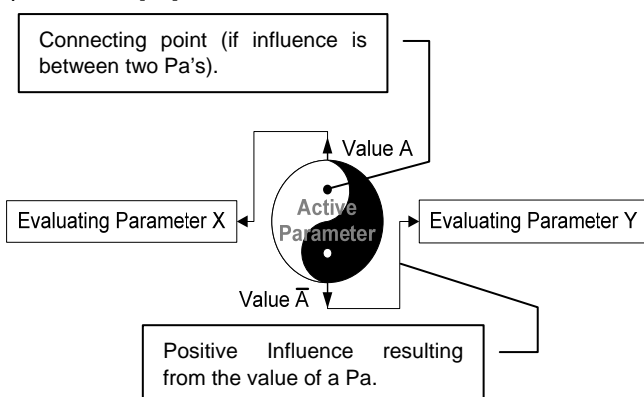 Connecting point (if influence is
between two Pa's).
Value A
Evaluating Parameter X
Active
Parameter
Evaluating Parameter Y
Value A̅
Positive Influence resulting
from the value of a Pa.